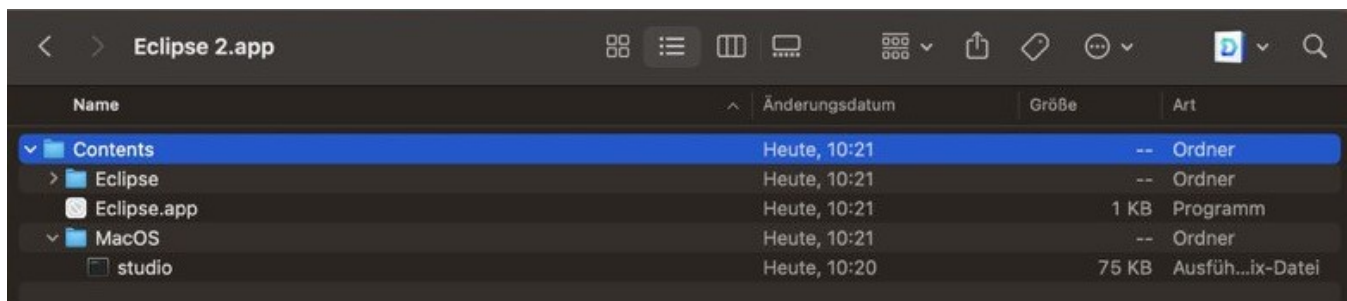 Eclipse 2.app
Name Änderungsdatum Größe Art
Contents Heute, 10:21 -- Ordner
Eclipse Heute, 10:21 -- Ordner
Eclipse.app Heute, 10:21 1 KB Programm
MacOS Heute, 10:21 -- Ordner
studio Heute, 10:20 75 KB Ausfüh...ix-Datei